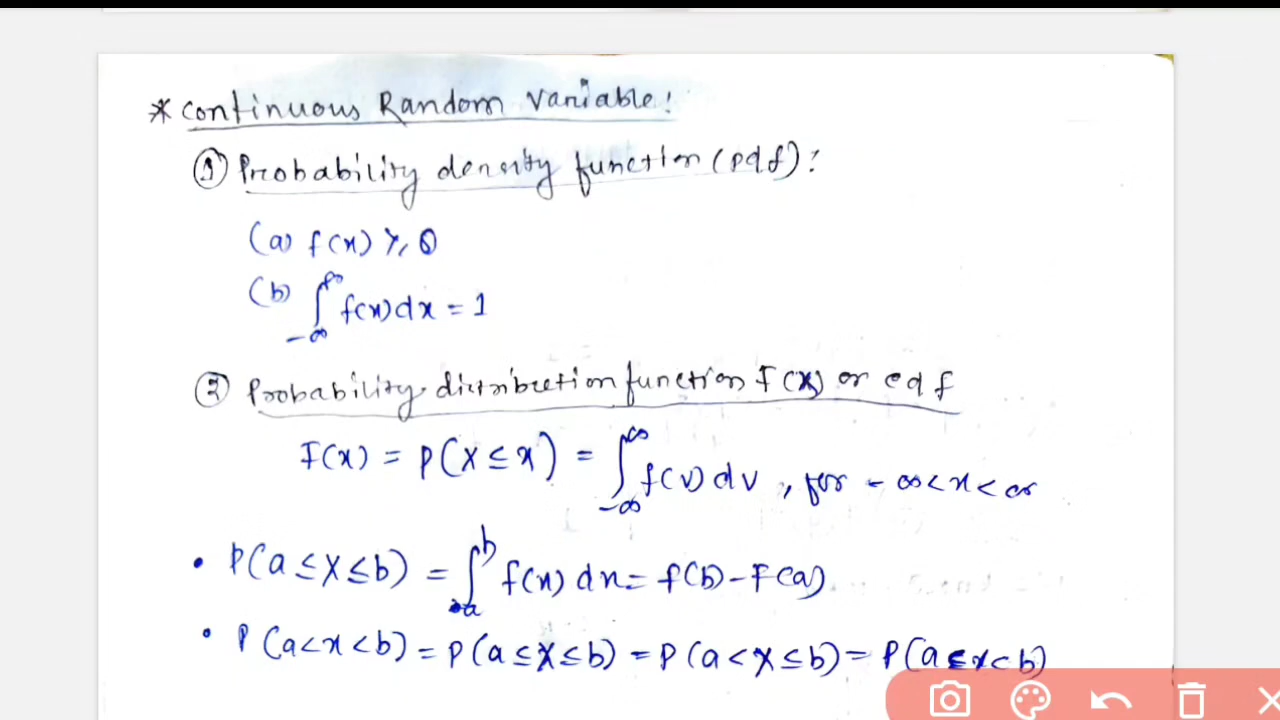 * Continuous Random Variable:
① Probability density function (pdf):
(a) f(x) ≥ 0
(b) ∫_{-∞}^{∞} f(x) dx = 1
② Probability distribution function F(x) or cdf
F(x) = P(X ≤ x) = ∫_{-∞}^{∞} f(v) dv, for -∞ < x < ∞
• P(a ≤ X ≤ b) = ∫_{a}^{b} f(x) dx = f(b) - F(a)
• P(a < x < b) = P(a ≤ X ≤ b) = P(a < X ≤ b) = P(a ≤ x < b)